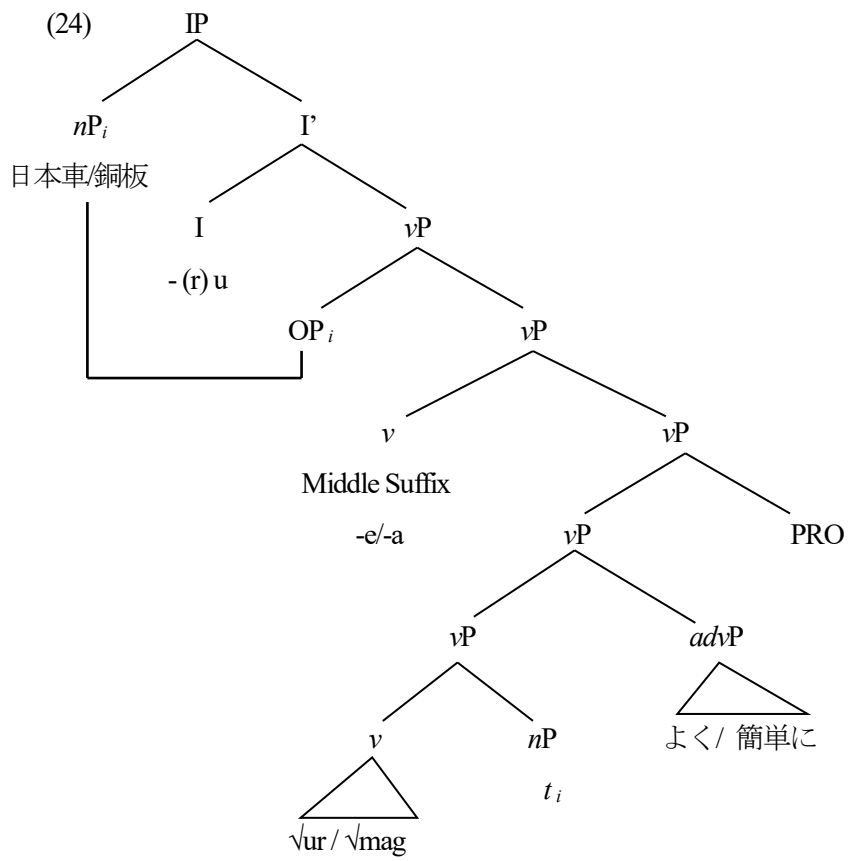 (24) IP
nPi I’
日本車/銅板
I vP
- (r) u
OP i vP
v vP
Middle Suffix
-e/-a vP PRO
vP advP
v nP よく/ 簡単に
t i
√ur / √mag